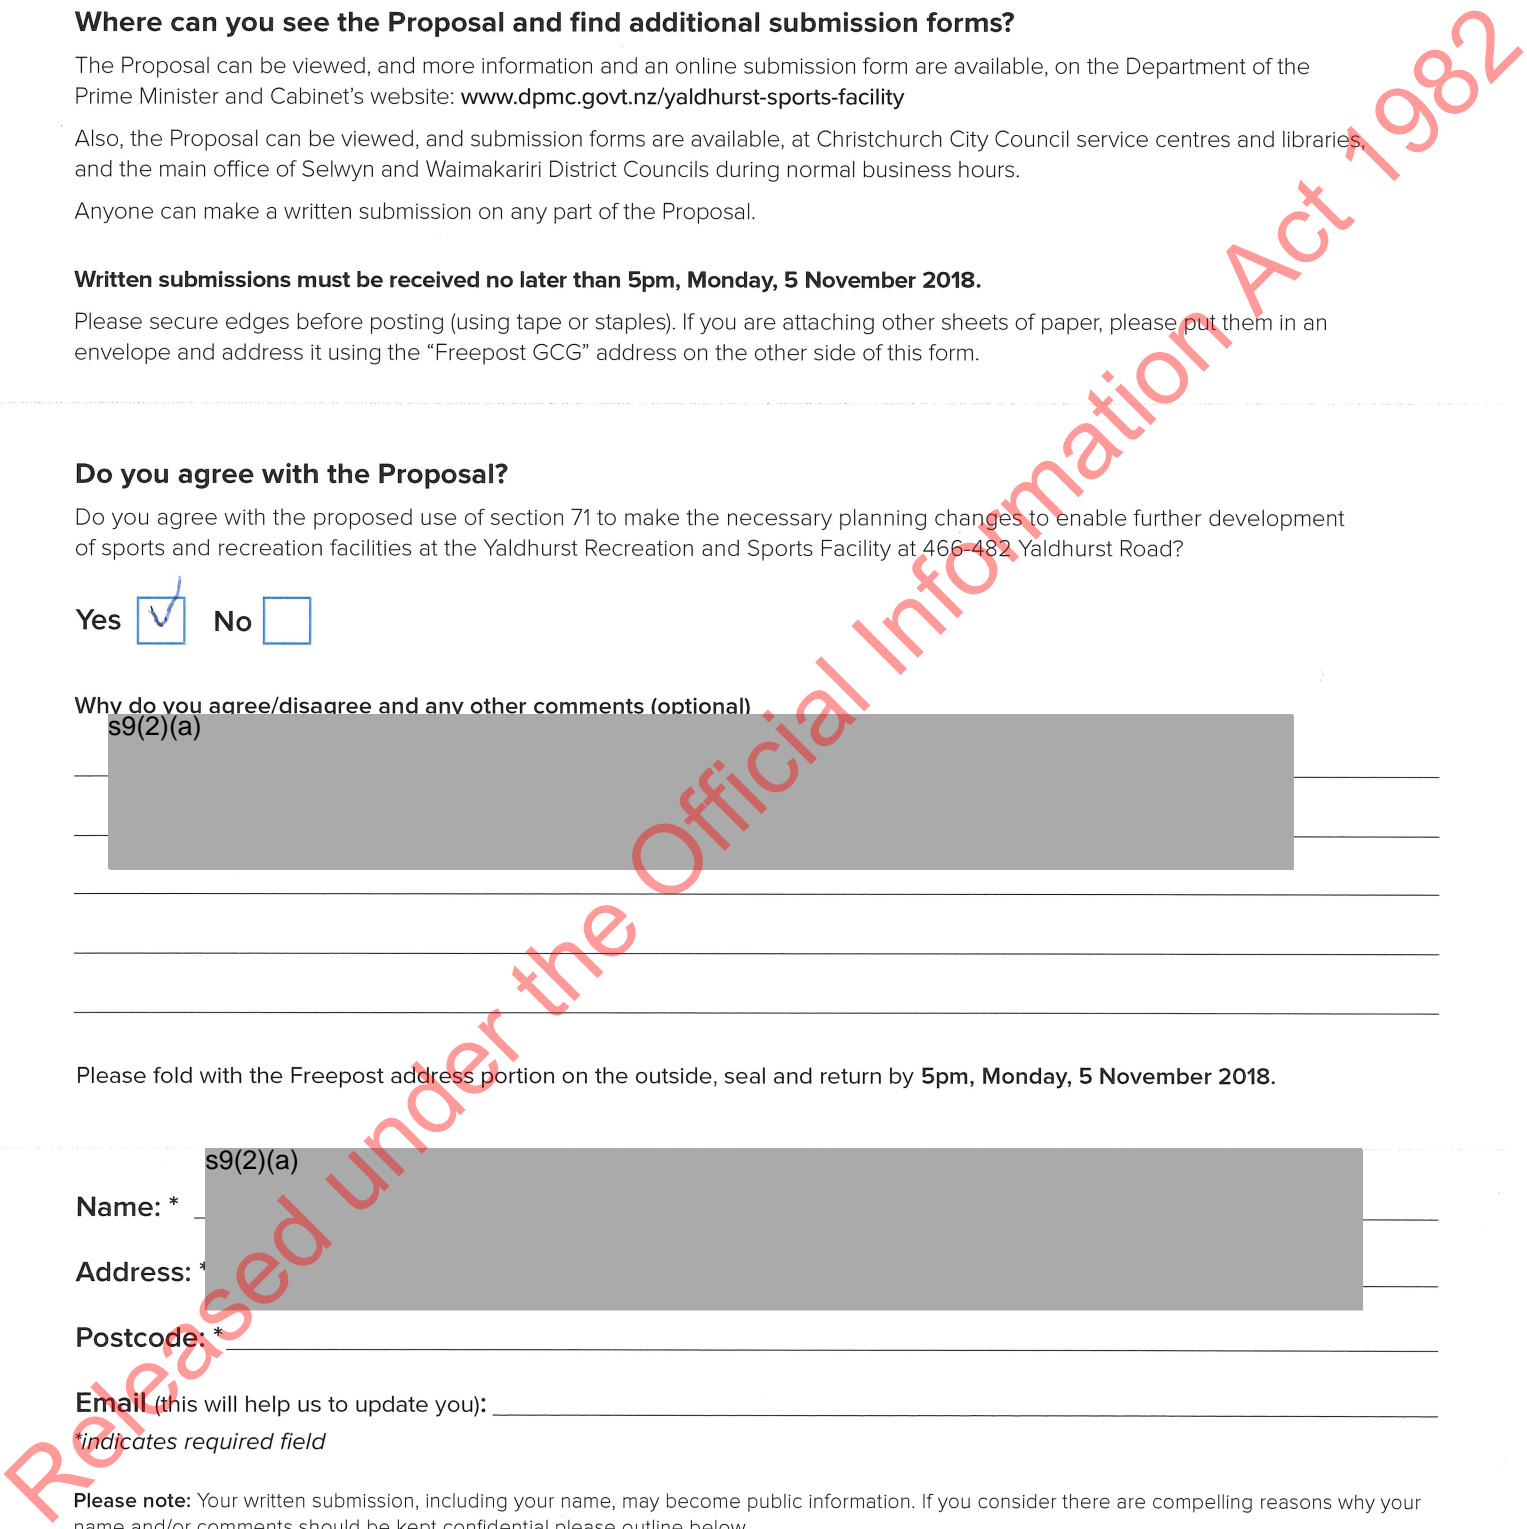 Where can you see the Proposal and find additional submission forms?
The Proposal can be viewed, and more information and an online submission form are available, on the Department of the
Prime Minister and Cabinet's website: www.dpmc.govt.nz/yaldhurst-sports-facility
Also, the Proposal can be viewed, and submission forms are available, at Christchurch City Council service centres and libraries,
and the main office of Selwyn and Waimakariri District Councils during normal business hours.
Anyone can make a written submission on any part of the Proposal.
Written submissions must be received no later than 5pm, Monday, 5 November 2018.
Please secure edges before posting (using tape or staples). If you are attaching other sheets of paper, please put them in an
envelope and address it using the “Freepost GCG” address on the other side of this form.
Do you agree with the Proposal?
Do you agree with the proposed use of section 71 to make the necessary planning changes to enable further development
of sports and recreation facilities at the Yaldhurst Recreation and Sports Facility at 466-482 Yaldhurst Road?
Yes No
Why do you agree/disagree and any other comments (optional)
s9(2)(a)
Please fold with the Freepost address portion on the outside, seal and return by 5pm, Monday, 5 November 2018.
s9(2)(a)
Name: *
Address: *
Postcode: *
Email (this will help us to update you):
*indicates required field
Please note: Your written submission, including your name, may become public information. If you consider there are compelling reasons why your
name and/or comments should be kept confidential please outline below
Released under the Official Information Act 1982